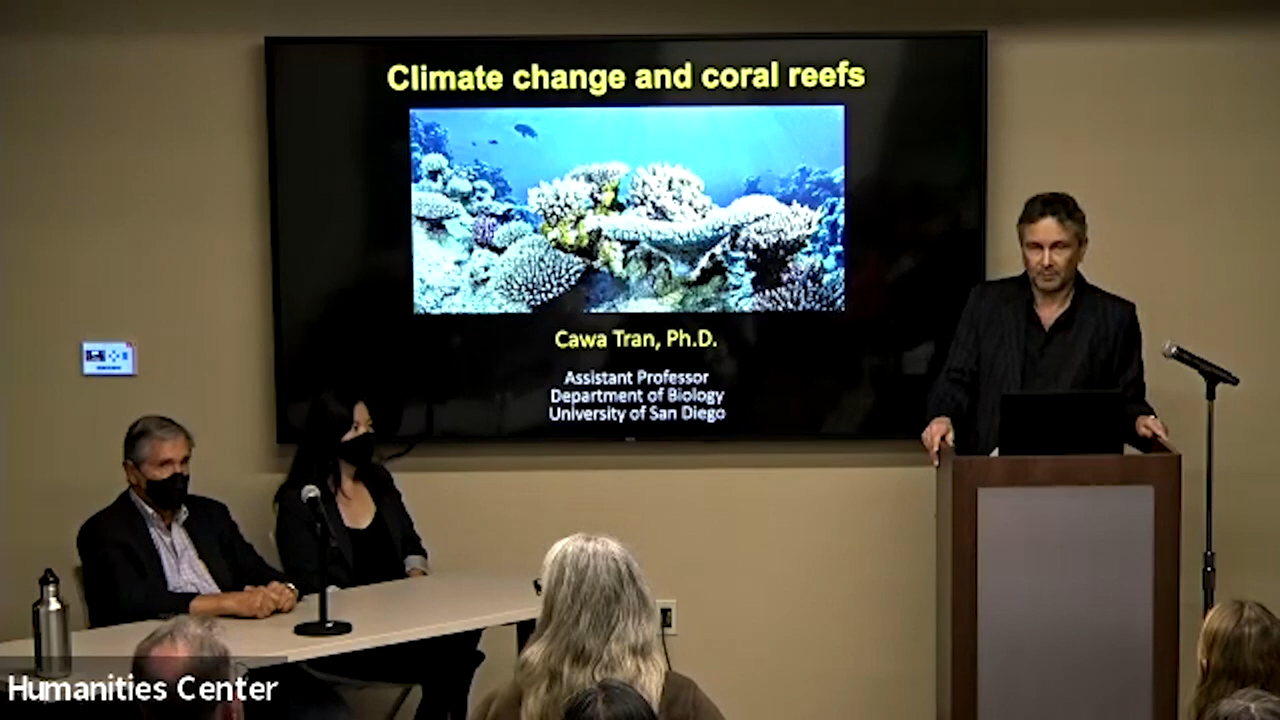 Climate change and coral reefs
Cawa Tran, Ph.D.
Assistant Professor
Department of Biology
University of San Diego
Humanities Center